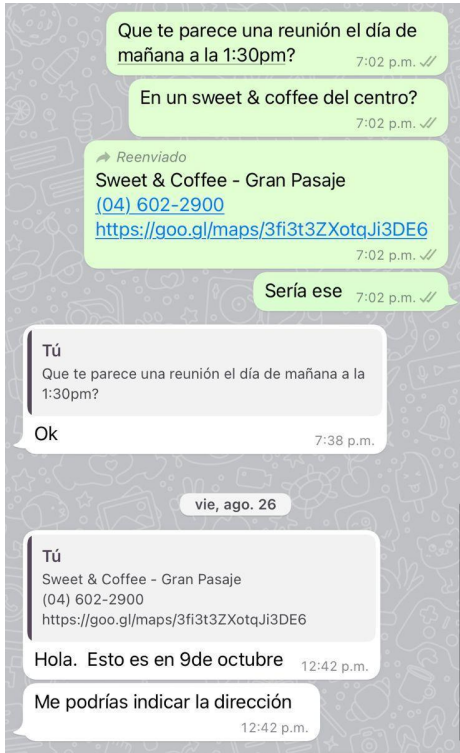 Que te parece una reunión el día de
mañana a la 1:30pm?
7:02 p.m.
En un sweet & coffee del centro?
7:02 p.m.
Reenviado
Sweet & Coffee - Gran Pasaje
(04) 602-2900
https://goo.gl/maps/3fi3t3ZXotqJi3DE6
7:02 p.m.
Sería ese 7:02 p.m.
Tú
Que te parece una reunión el día de mañana a la
1:30pm?
Ok
7:38 p.m.
vie, ago. 26
Tú
Sweet & Coffee - Gran Pasaje
(04) 602-2900
https://goo.gl/maps/3fi3t3ZXotqJi3DE6
Hola. Esto es en 9de octubre 12:42 p.m.
Me podrías indicar la dirección
12:42 p.m.